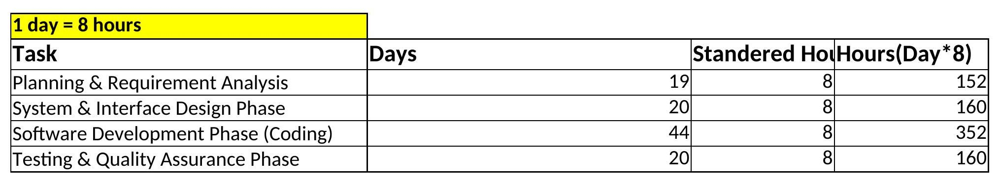 1 day = 8 hours
Task Days Standered Hou Hours(Day*8)
Planning & Requirement Analysis 19 8 152
System & Interface Design Phase 20 8 160
Software Development Phase (Coding) 44 8 352
Testing & Quality Assurance Phase 20 8 160